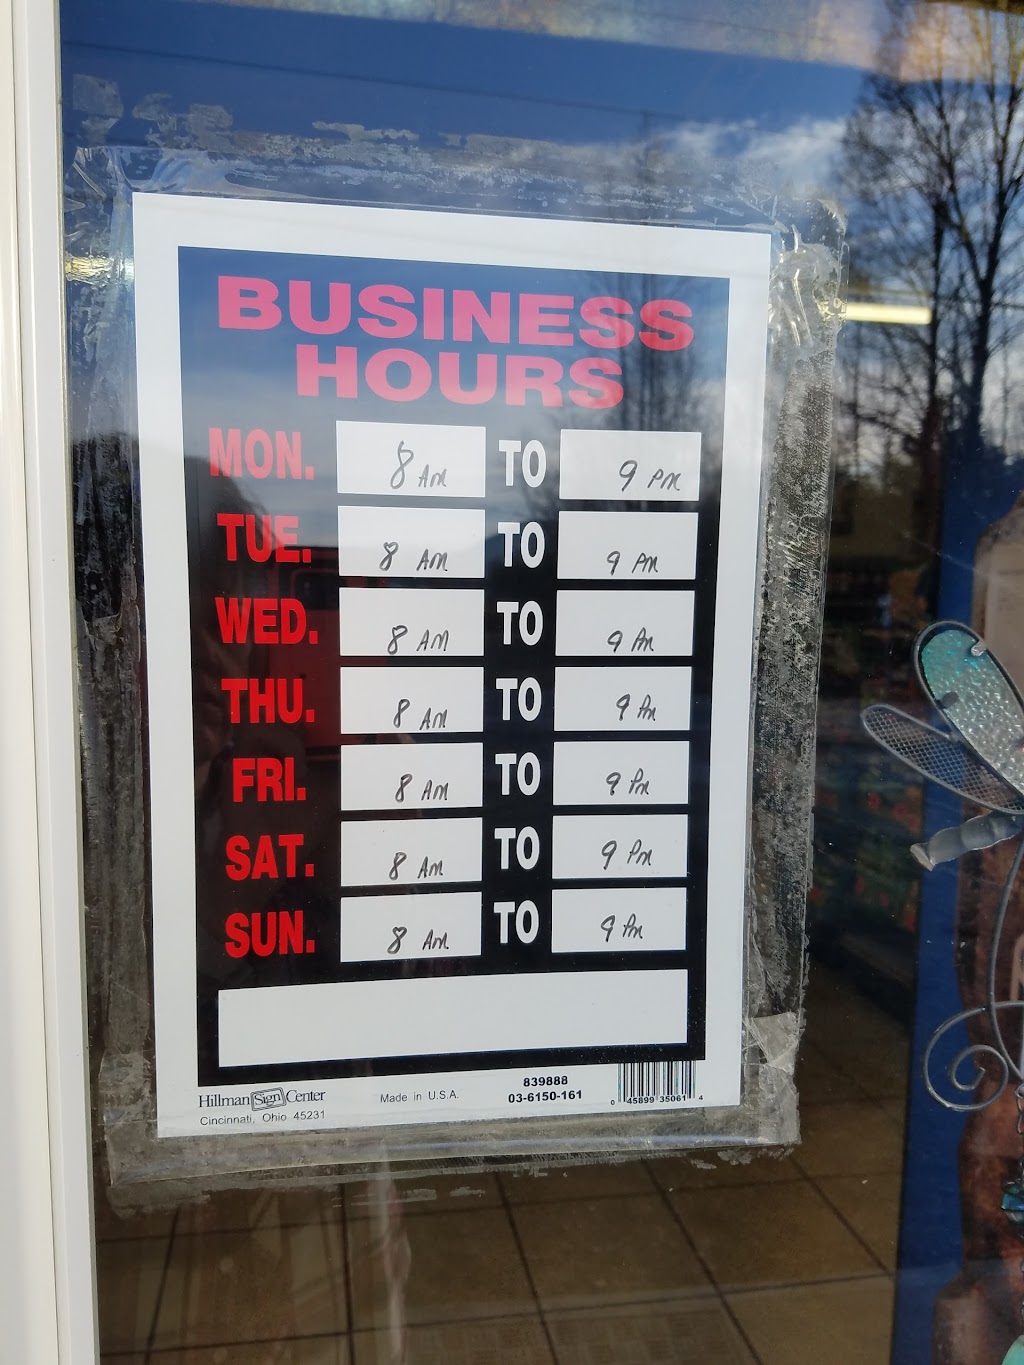 BUSINESS
HOURS
MON. 8 AM TO 9 PM
TUE. 8 AM TO 9 PM
WED. 8 AM TO 9 PM
THU. 8 AM TO 9 PM
FRI. 8 AM TO 9 PM
SAT. 8 AM TO 9 PM
SUN. 8 AM TO 9 PM
Hillman Sign Center
Cincinnati, Ohio 45231
Made in U.S.A.
839888
03-6150-161
0 45899 35061 4